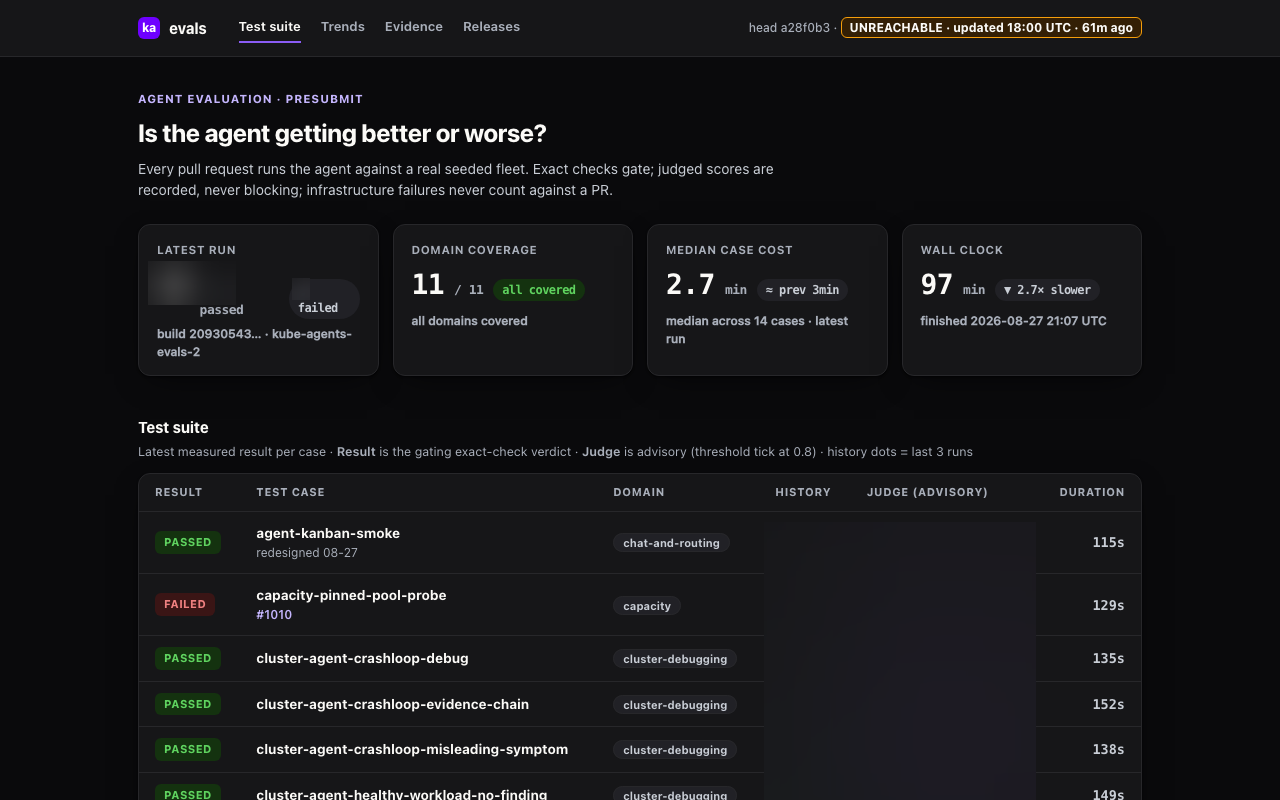 ka evals Test suite Trends Evidence Releases head a28f0b3 · UNREACHABLE · updated 18:00 UTC · 61m ago
AGENT EVALUATION · PRESUBMIT
Is the agent getting better or worse?
Every pull request runs the agent against a real seeded fleet. Exact checks gate; judged scores are
recorded, never blocking; infrastructure failures never count against a PR.
LATEST RUN
passed failed
build 20930543… · kube-agents-
evals-2
DOMAIN COVERAGE
11 / 11 all covered
all domains covered
MEDIAN CASE COST
2.7 min ≈ prev 3min
median across 14 cases · latest
run
WALL CLOCK
97 min ▼ 2.7× slower
finished 2026-08-27 21:07 UTC
Test suite
Latest measured result per case · Result is the gating exact-check verdict · Judge is advisory (threshold tick at 0.8) · history dots = last 3 runs
RESULT TEST CASE DOMAIN HISTORY JUDGE (ADVISORY) DURATION
PASSED agent-kanban-smoke chat-and-routing 115s
redesigned 08-27
FAILED capacity-pinned-pool-probe capacity 129s
#1010
PASSED cluster-agent-crashloop-debug cluster-debugging 135s
PASSED cluster-agent-crashloop-evidence-chain cluster-debugging 152s
PASSED cluster-agent-crashloop-misleading-symptom cluster-debugging 138s
PASSED cluster-agent-healthy-workload-no-finding cluster-debugging 149s